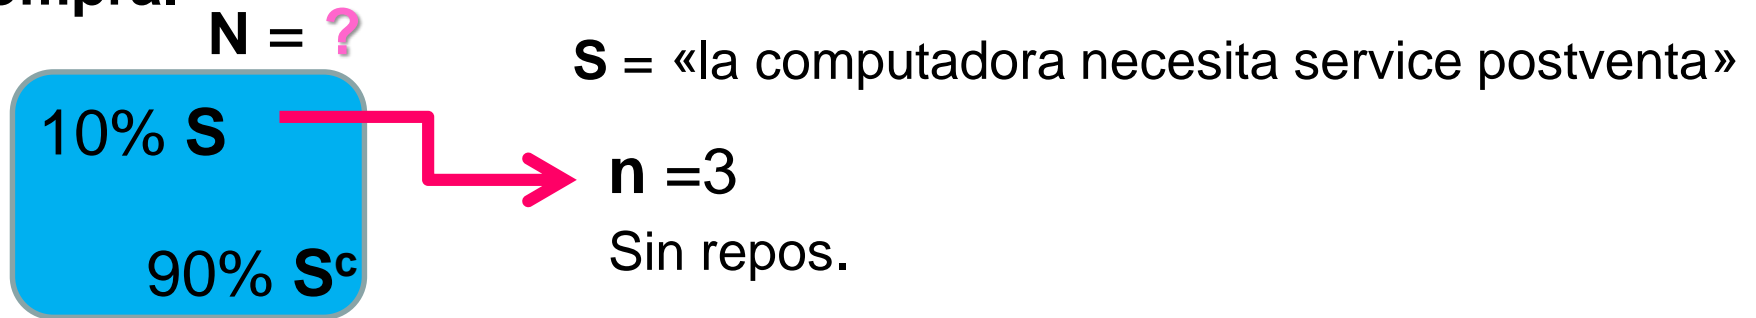 N = ?
S = «la computadora necesita service postventa»
10% S
n =3
Sin repos.
90% Sᶜ